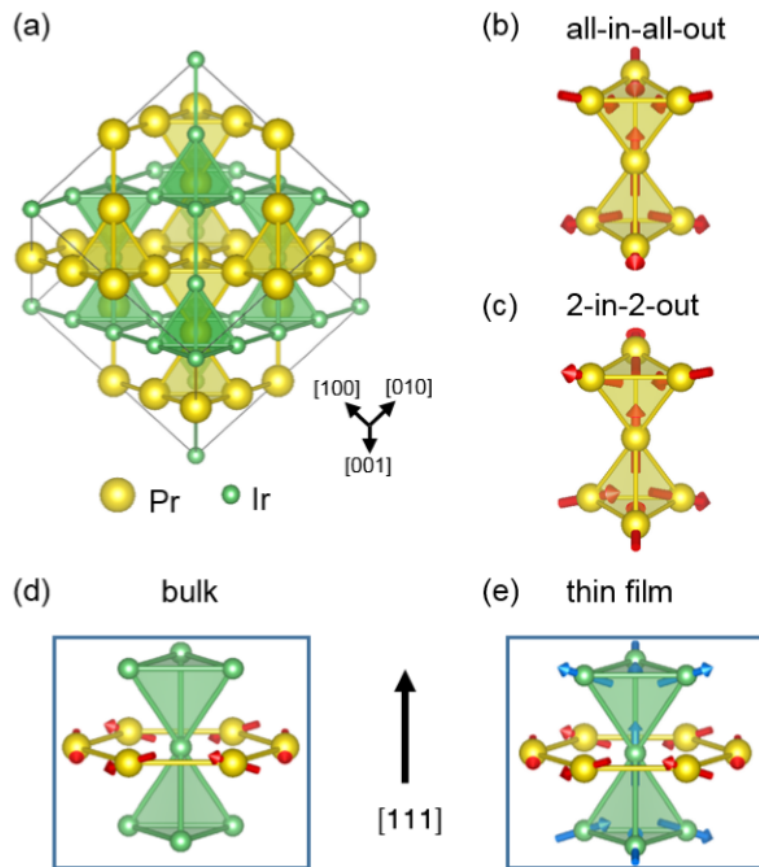 (a)
(b) all-in-all-out
(c) 2-in-2-out
[100] [010]
[001]
Pr Ir
(d) bulk
(e) thin film
[111]